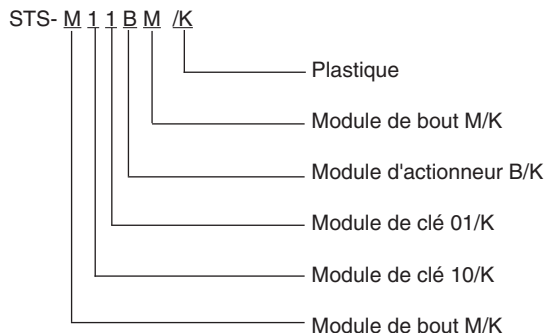 STS- M 1 1 B M /K
Plastique
Module de bout M/K
Module d'actionneur B/K
Module de clé 01/K
Module de clé 10/K
Module de bout M/K